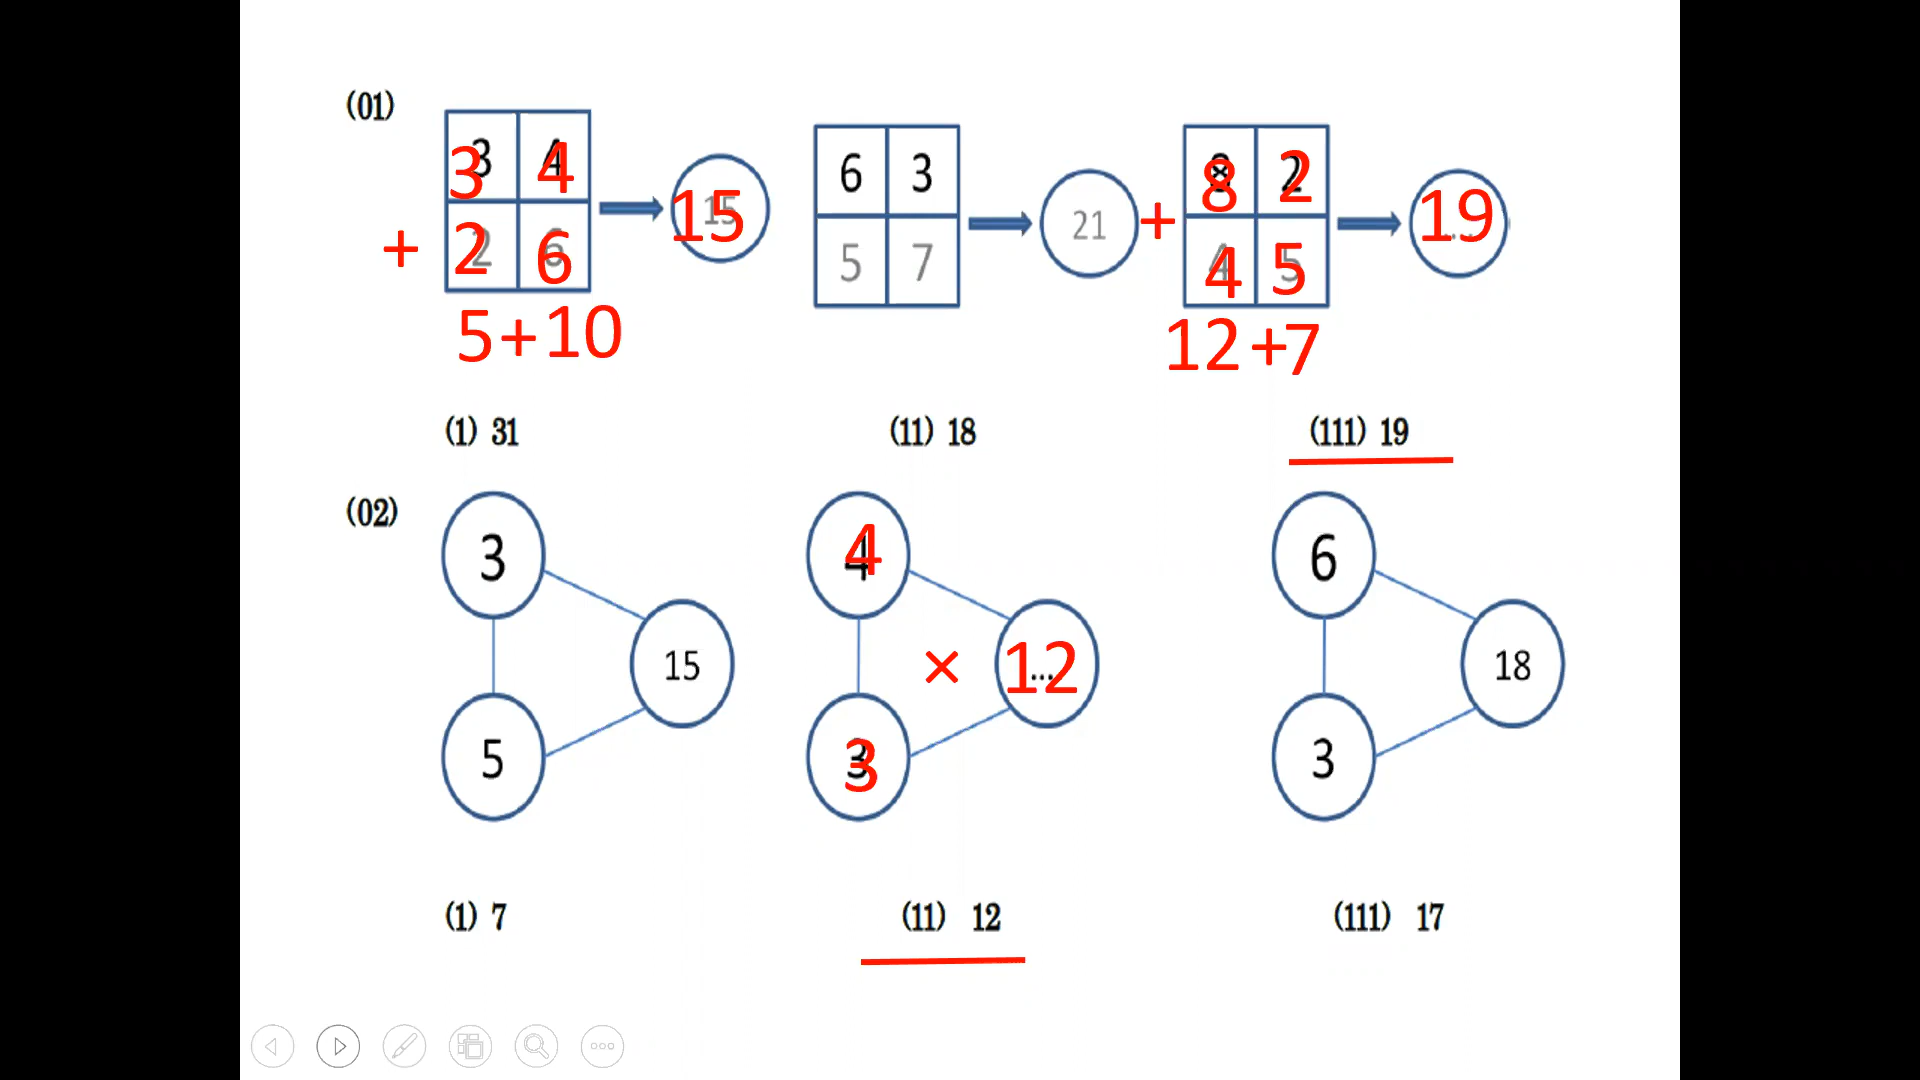 (01)
3 4 15 6 3 21 8 2 19
+ 2 6 5 7 + 4 5
5+10 12+7
(1) 31 (11) 18 (111) 19
(02)
3 4 6
15 × 12 18
5 3 3
(1) 7 (11) 12 (111) 17